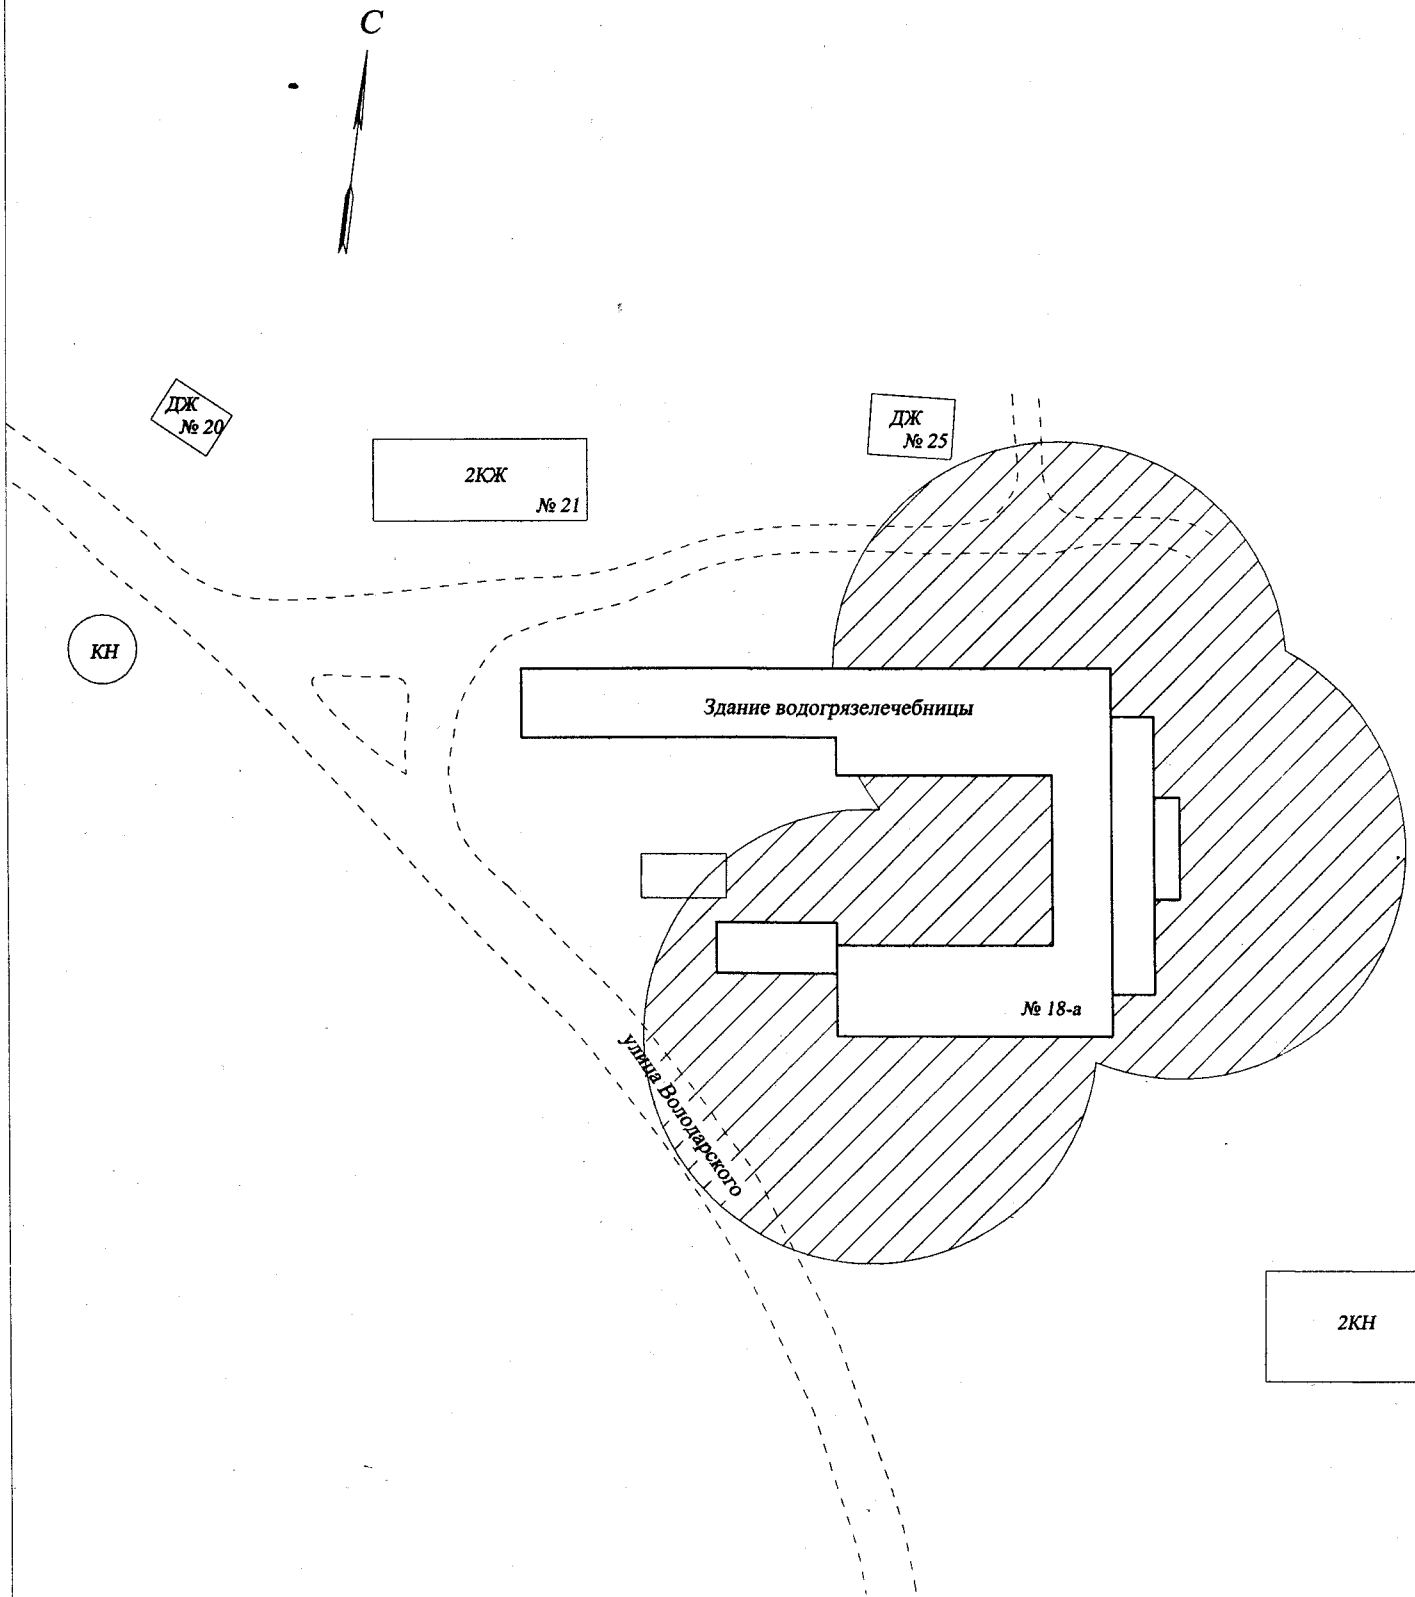 С
ДЖ
№ 20
2КЖ
№ 21
ДЖ
№ 25
КН
Здание водогрязелечебницы
№ 18-а
улица Володарского
2КН